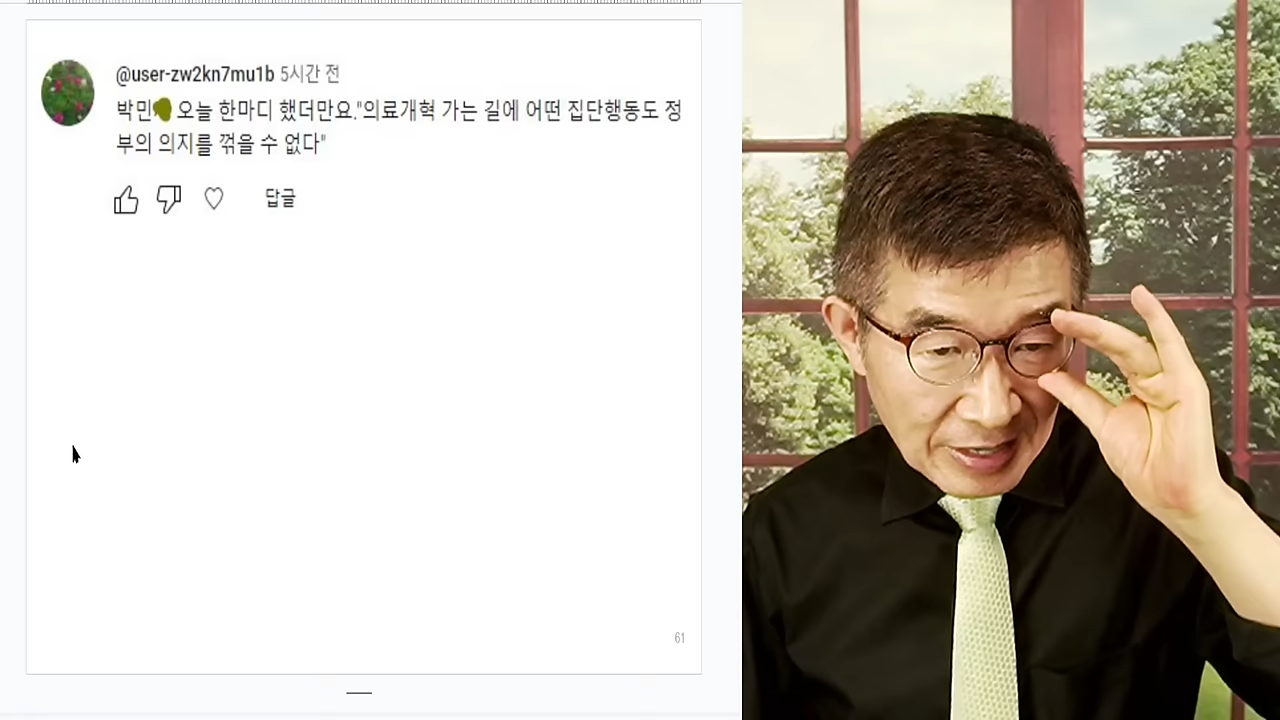 @user-zw2kn7mu1b 5시간 전
박민 오늘 한마디 했더만요."의료개혁 가는 길에 어떤 집단행동도 정
부의 의지를 꺾을 수 없다"
답글
61